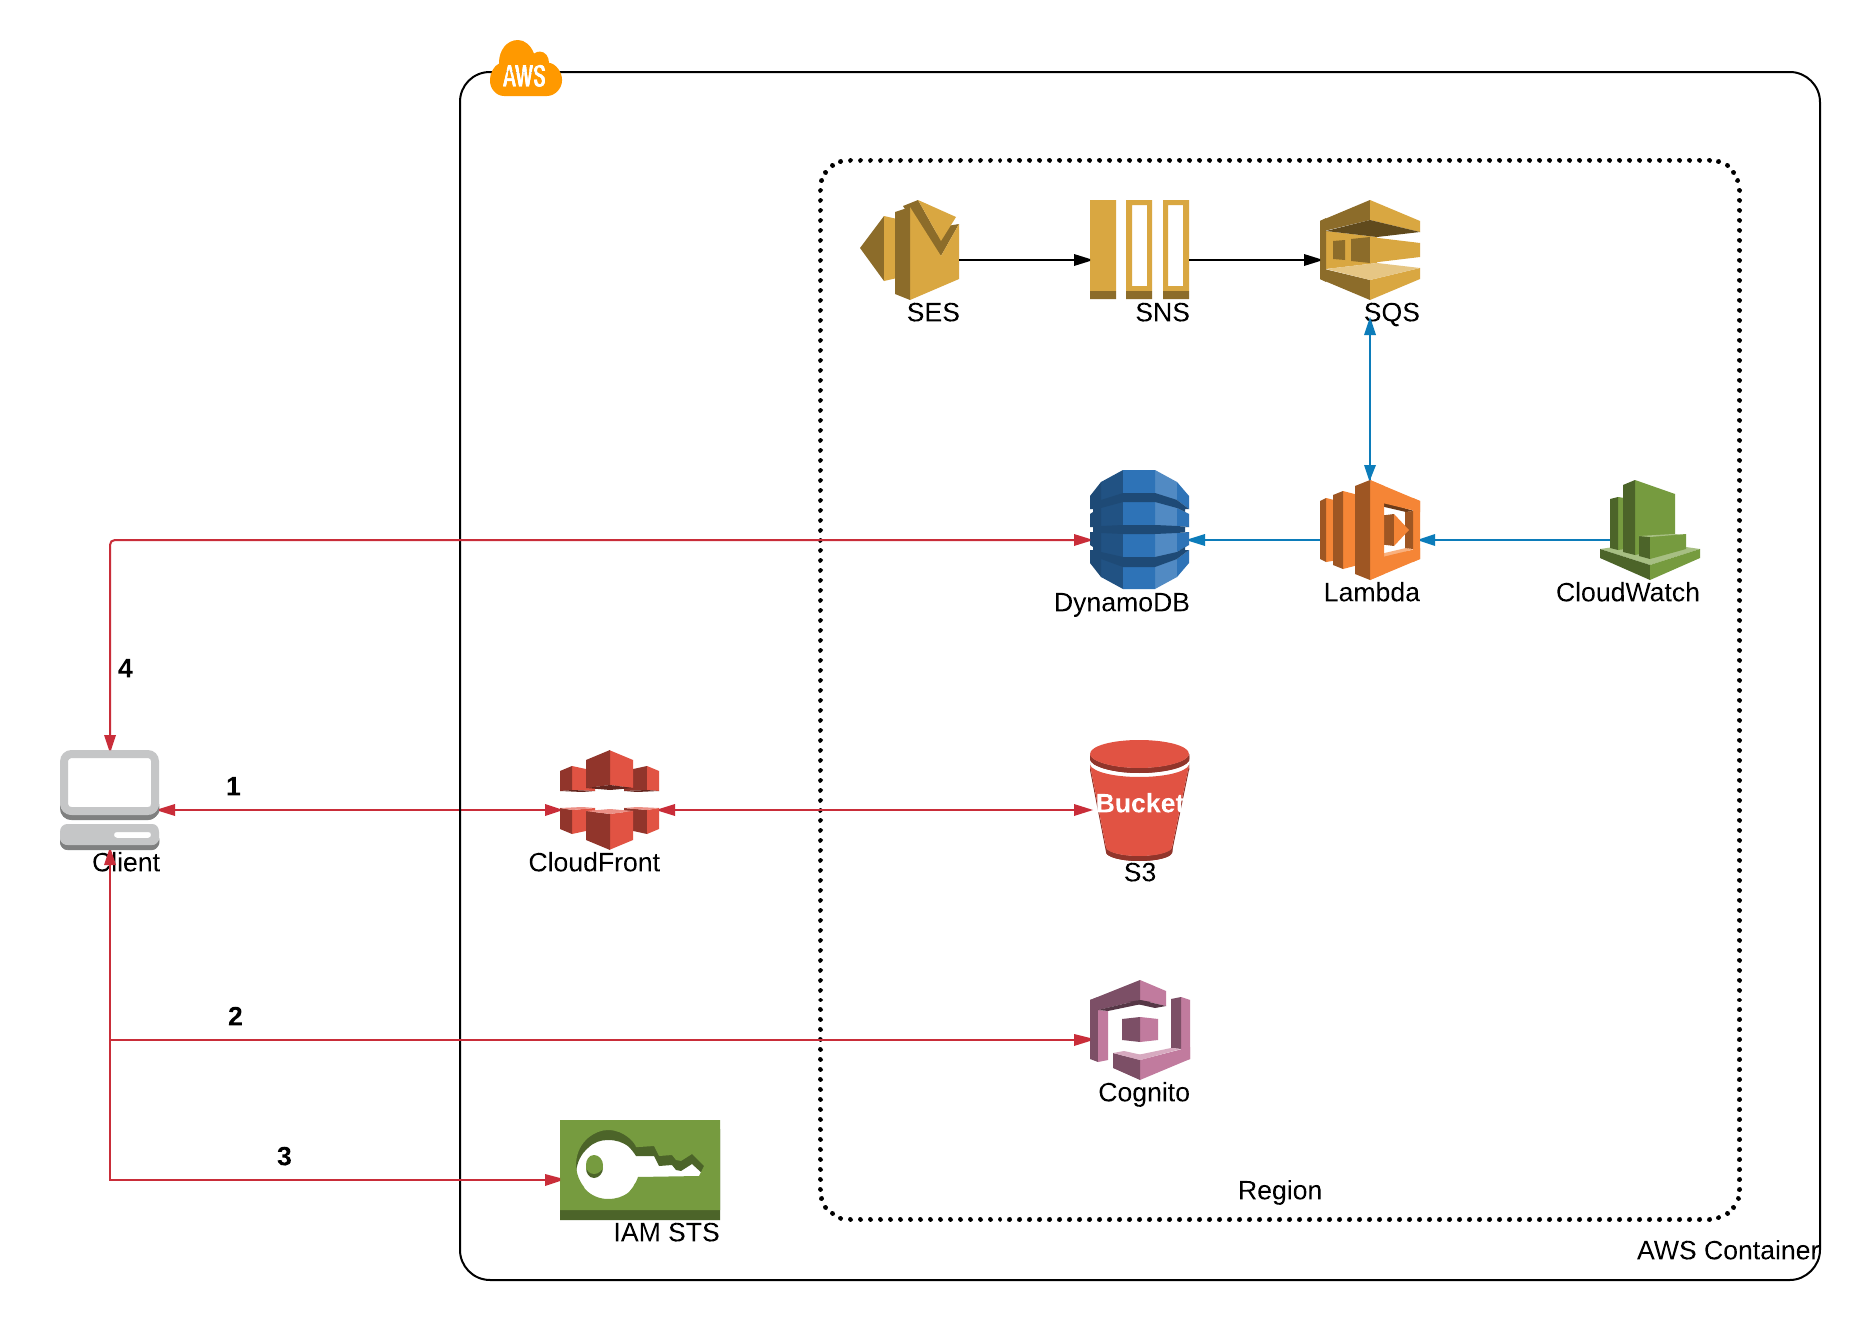 AWS
SES
SNS
SQS
DynamoDB
Lambda
CloudWatch
4
1
Bucket
Client
CloudFront
S3
2
Cognito
3
Region
IAM STS
AWS Container